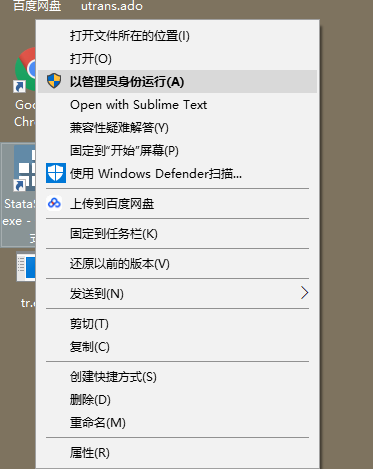 百度网盘 utrans.ado
打开文件所在的位置(I)
打开(O)
以管理员身份运行(A)
Goo
Open with Sublime Text
Chro
兼容性疑难解答(Y)
固定到"开始"屏幕(P)
使用 Windows Defender扫描...
上传到百度网盘
StataS
exe -
固定到任务栏(K)
式
还原以前的版本(V)
发送到(N)
tr.
剪切(T)
复制(C)
创建快捷方式(S)
删除(D)
重命名(M)
属性(R)